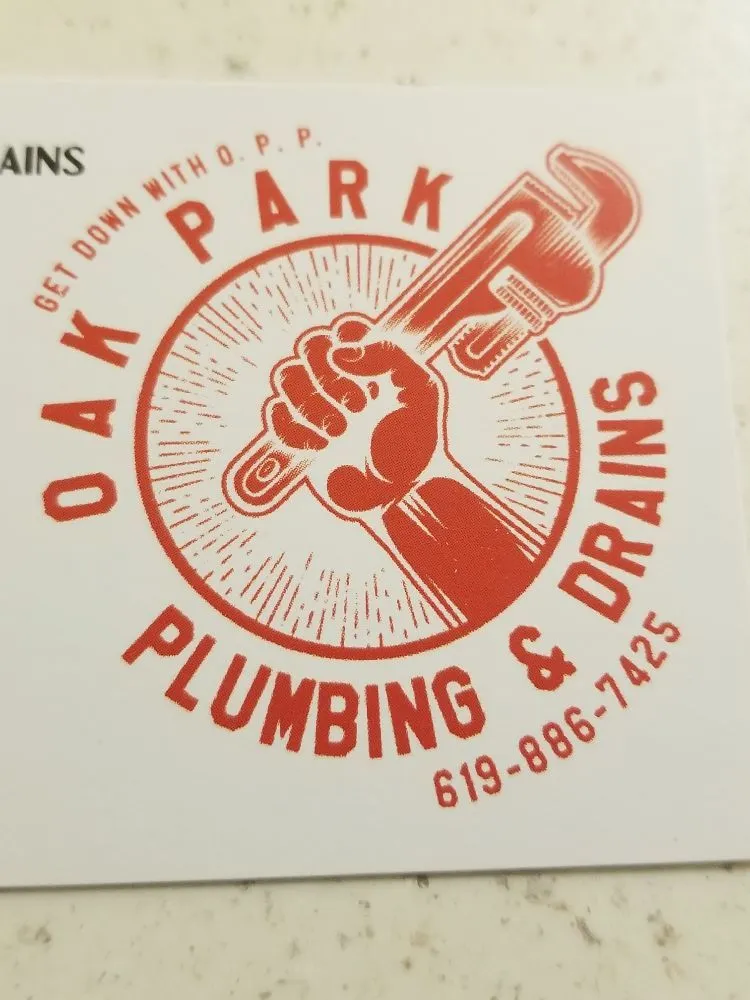 AINS
GET DOWN WITH O. P. P.
OAK PARK
PLUMBING & DRAINS
619-886-7425